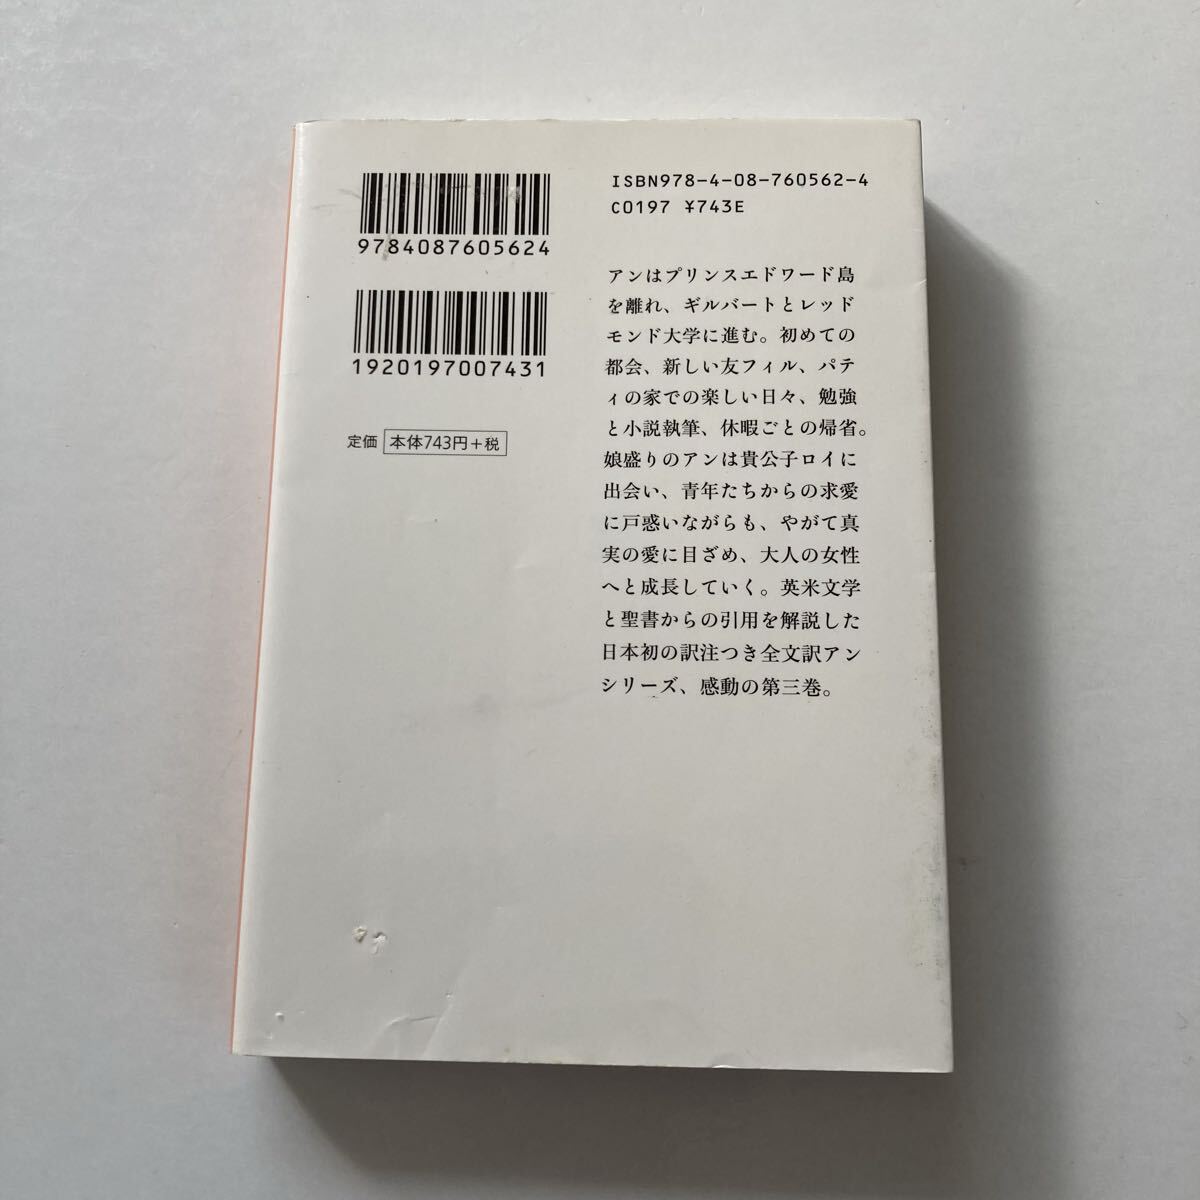 9784087605624
1920197007431
定価 本体743円+税
ISBN978-4-08-760562-4
C0197 ¥743E
アンはプリンスエドワード島
を離れ、ギルバートとレッド
モンド大学に進む。初めての
都会、新しい友フィル、パテ
ィの家での楽しい日々、勉強
と小説執筆、休暇ごとの帰省。
娘盛りのアンは貴公子ロイに
出会い、青年たちからの求愛
に戸惑いながらも、やがて真
実の愛に目ざめ、大人の女性
へと成長していく。英米文学
と聖書からの引用を解説した
日本初の訳注つき全文訳アン
シリーズ、感動の第三巻。